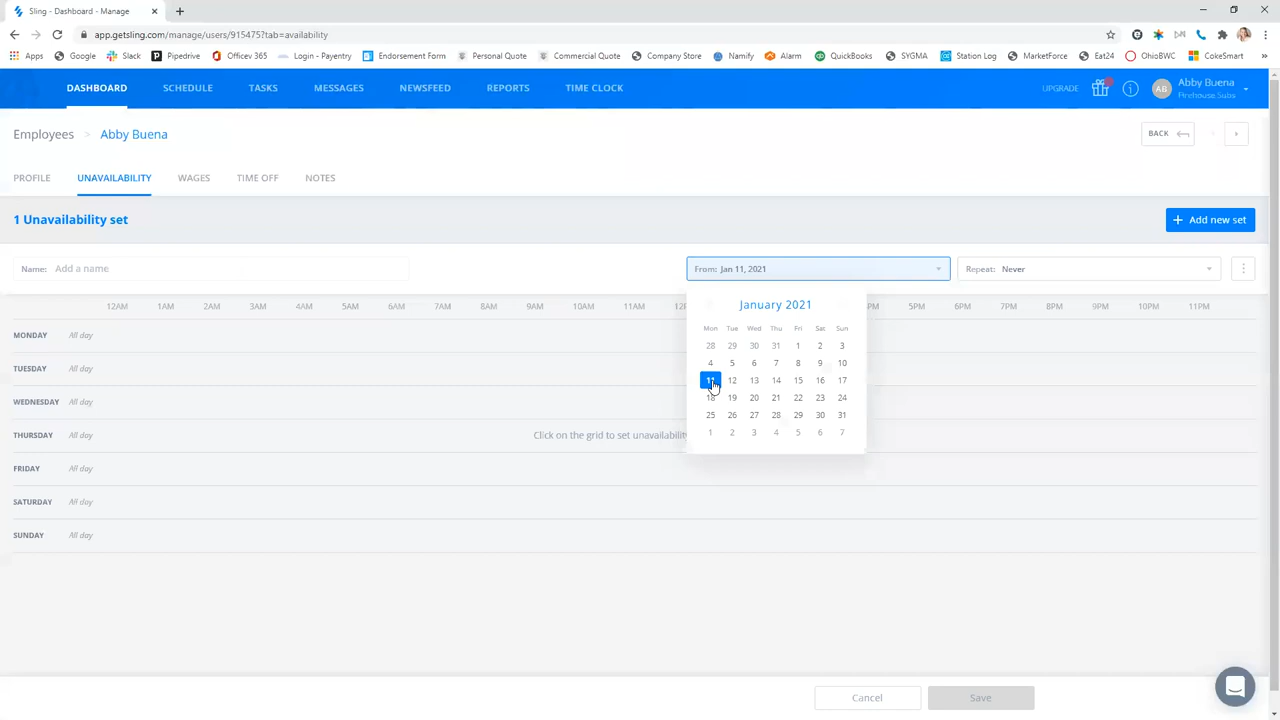 Sling - Dashboard - Manage
app.getsling.com/manage/users/915475?tab=availability
Apps Google Slack Pipedrive Officev 365 Login - Payentry Endorsement Form Personal Quote Commercial Quote Company Store Namify Alarm QuickBooks SYGMA Station Log MarketForce Eat24 OhioBWC CokeSmart
DASHBOARD SCHEDULE TASKS MESSAGES NEWSFEED REPORTS TIME CLOCK UPGRADE AB Abby Buena
Firehouse Subs
Employees > Abby Buena BACK
PROFILE UNAVAILABILITY WAGES TIME OFF NOTES
1 Unavailability set + Add new set
Name: Add a name From: Jan 11, 2021 Repeat: Never
12AM 1AM 2AM 3AM 4AM 5AM 6AM 7AM 8AM 9AM 10AM 11AM 5PM 6PM 7PM 8PM 9PM 10PM 11PM
January 2021
Mon Tue Wed Thu Fri Sat Sun
28 29 30 31 1 2 3
4 5 6 7 8 9 10
11 12 13 14 15 16 17
18 19 20 21 22 23 24
25 26 27 28 29 30 31
1 2 3 4 5 6 7
MONDAY All day
TUESDAY All day
WEDNESDAY All day
THURSDAY All day Click on the grid to set unavailability
FRIDAY All day
SATURDAY All day
SUNDAY All day
Cancel Save